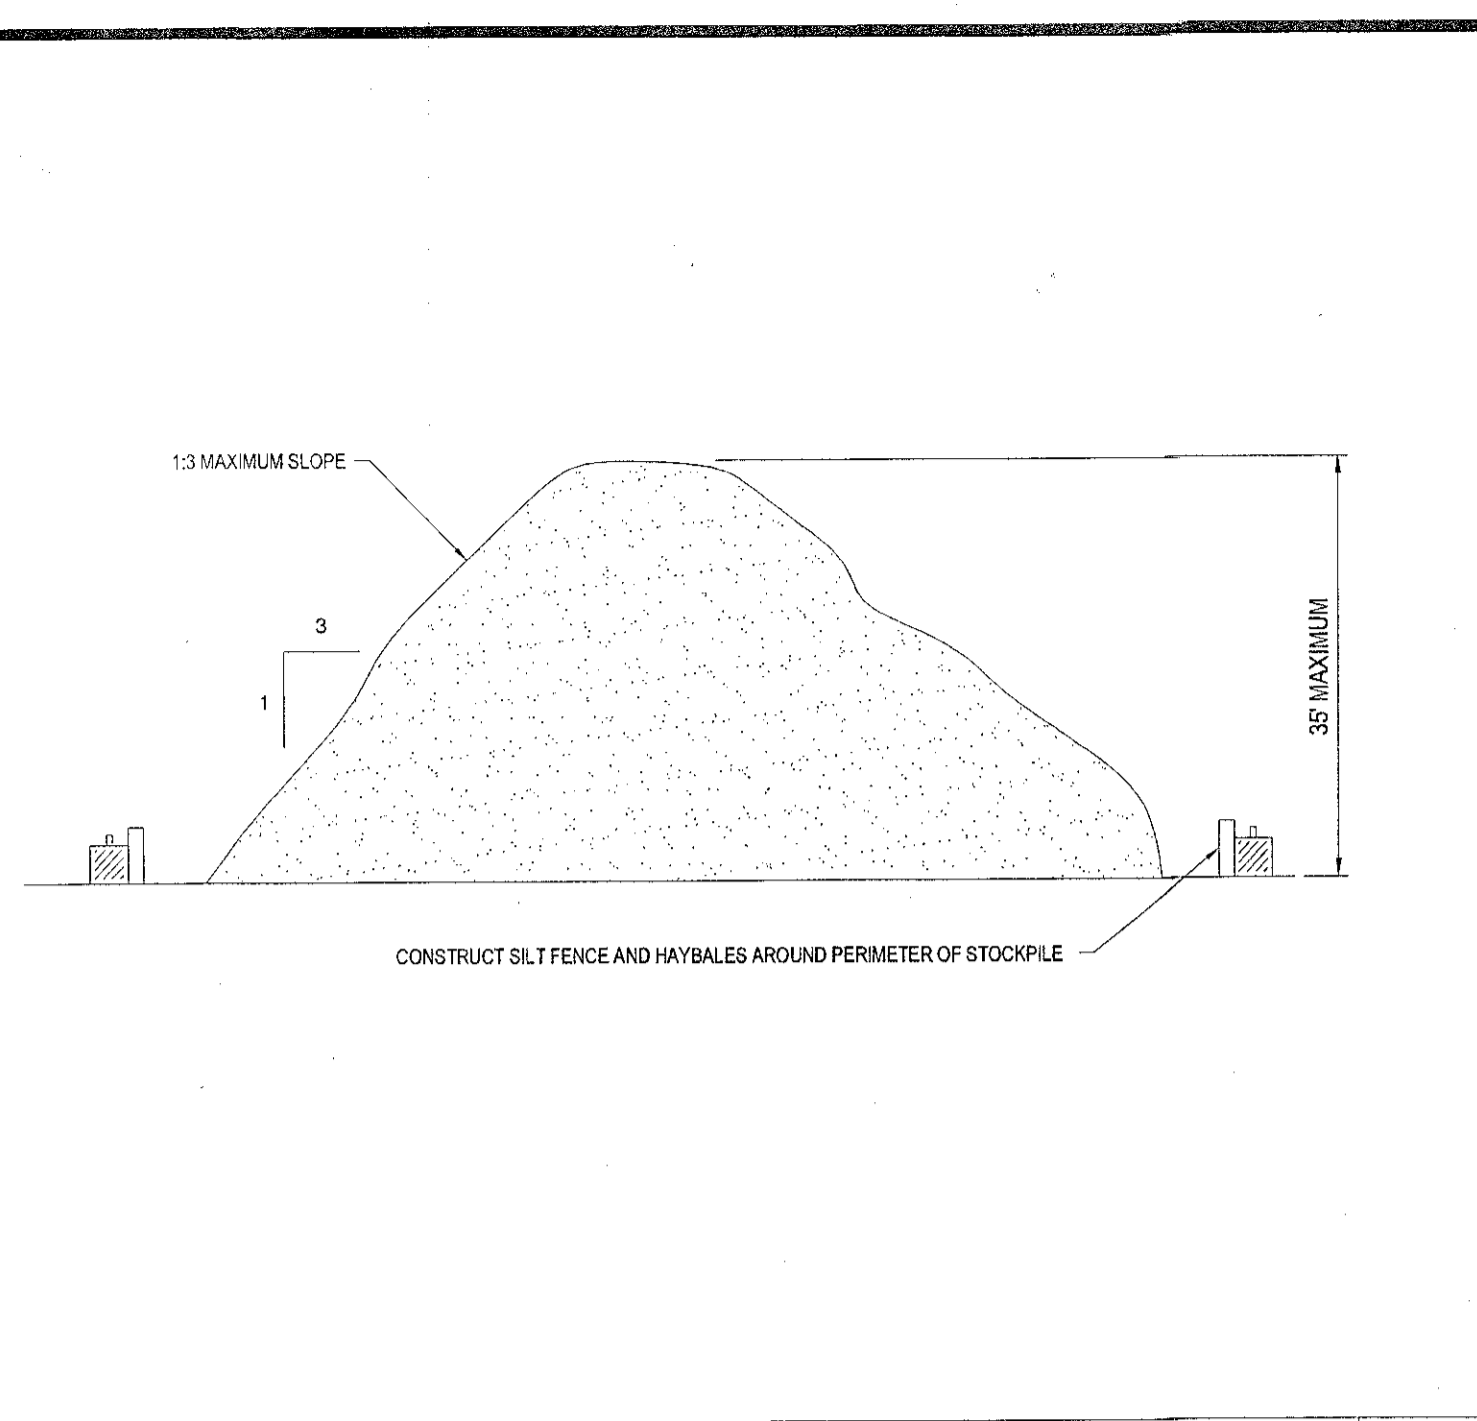 1:3 MAXIMUM SLOPE
3
1
35' MAXIMUM
CONSTRUCT SILT FENCE AND HAYBALES AROUND PERIMETER OF STOCKPILE